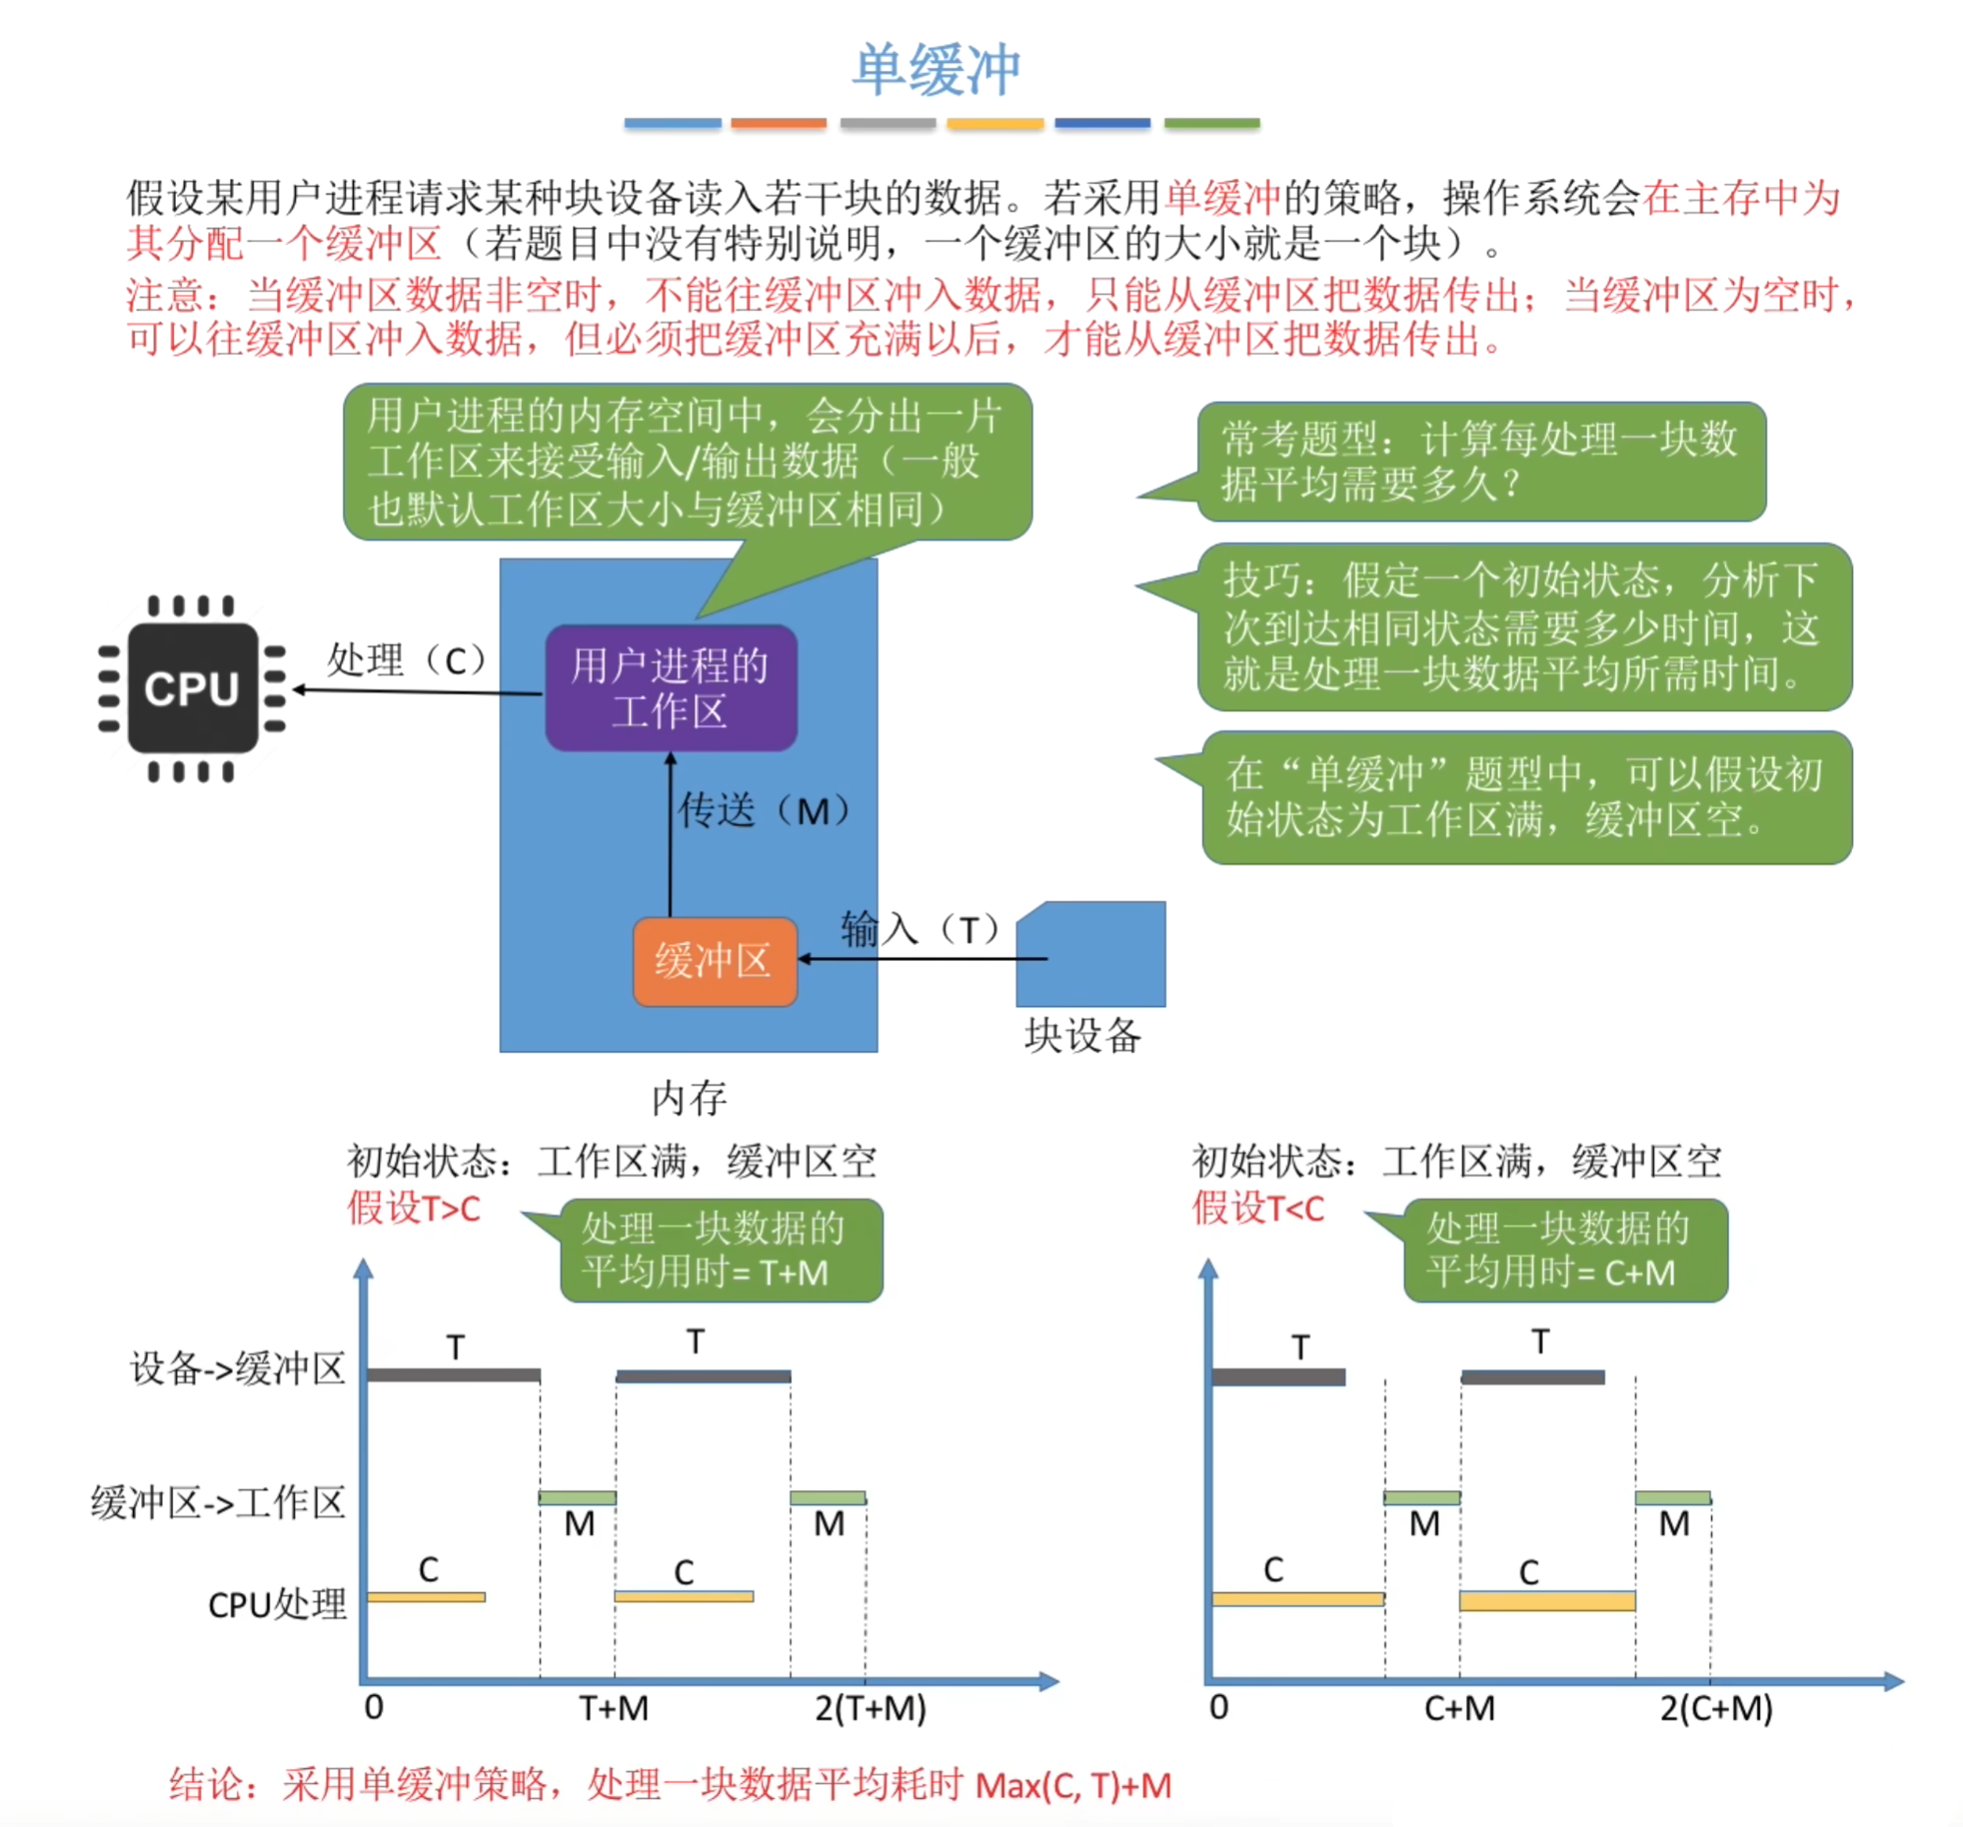 单缓冲
假设某用户进程请求某种块设备读入若干块的数据。若采用单缓冲的策略，操作系统会在主存中为
其分配一个缓冲区（若题目中没有特别说明，一个缓冲区的大小就是一个块）。
注意：当缓冲区数据非空时，不能往缓冲区冲入数据，只能从缓冲区把数据传出；当缓冲区为空时，
可以往缓冲区冲入数据，但必须把缓冲区充满以后，才能从缓冲区把数据传出。
用户进程的内存空间中，会分出一片
工作区来接受输入/输出数据（一般
也默认工作区大小与缓冲区相同）
常考题型：计算每处理一块数
据平均需要多久？
技巧：假定一个初始状态，分析下
次到达相同状态需要多少时间，这
就是处理一块数据平均所需时间。
在“单缓冲”题型中，可以假设初
始状态为工作区满，缓冲区空。
CPU
处理（C）
用户进程的
工作区
传送（M）
缓冲区
输入（T）
块设备
内存
初始状态：工作区满，缓冲区空
假设T>C
处理一块数据的
平均用时= T+M
设备->缓冲区
T
T
缓冲区->工作区
M
M
CPU处理
C
C
0
T+M
2(T+M)
初始状态：工作区满，缓冲区空
假设T<C
处理一块数据的
平均用时= C+M
T
T
M
M
C
C
0
C+M
2(C+M)
结论：采用单缓冲策略，处理一块数据平均耗时 Max(C, T)+M